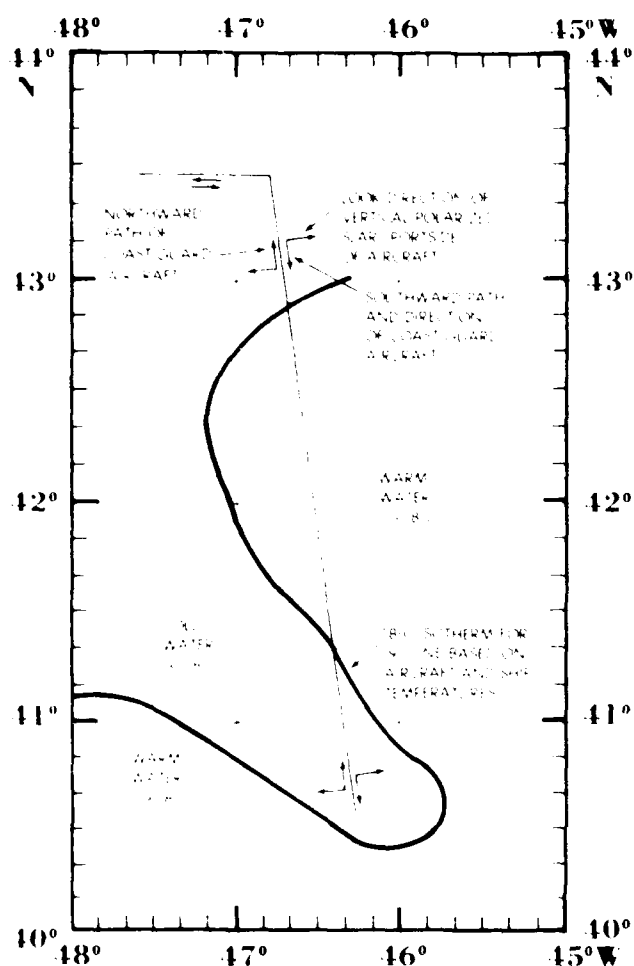 48° 47° 46° 45°W
44° 44°
N N
NORTHWARD
PATH OF
COAST GUARD
AIRCRAFT
LOOK DIRECTION OF
VERTICAL POLARIZED
SLAR PORTSIDE
OF AIRCRAFT
43° 43°
SOUTHWARD PATH
AND DIRECTION
OF COAST GUARD
AIRCRAFT
WARM
WATER
42° 42°
WATER
ISOTHERM FOR
BASED ON
AIRCRAFT AND SHIP
TEMPERATURES
41° 41°
WARM
WATER
40° 40°
48° 47° 46° 45°W